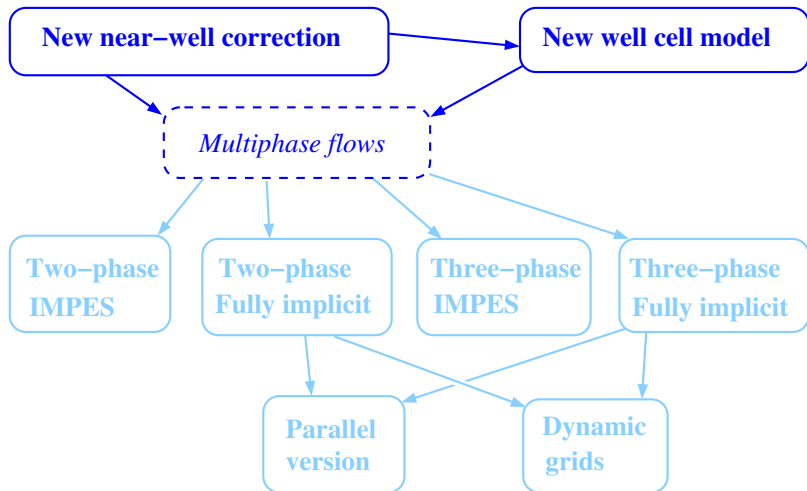 New near−well correction
New well cell model
Multiphase flows
Two−phase
IMPES
Two−phase
Fully implicit
Three−phase
IMPES
Three−phase
Fully implicit
Parallel
version
Dynamic
grids